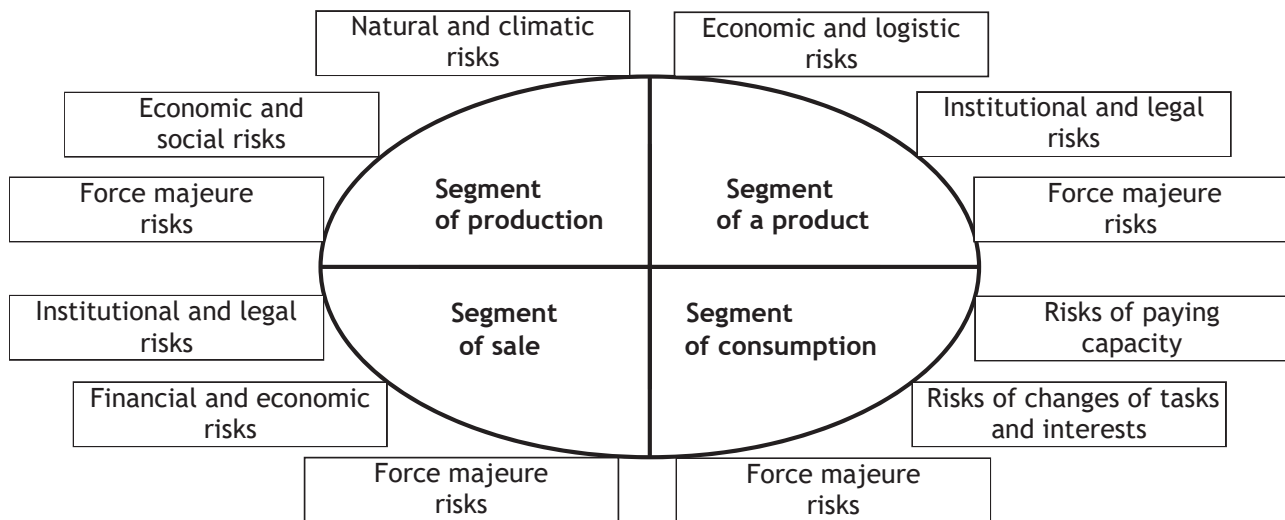 Natural and climatic
risks
Economic and logistic
risks
Economic and
social risks
Institutional and legal
risks
Force majeure
risks
Segment
of production
Segment
of a product
Force majeure
risks
Institutional and legal
risks
Segment
of sale
Segment
of consumption
Risks of paying
capacity
Financial and economic
risks
Risks of changes of tasks
and interests
Force majeure
risks
Force majeure
risks